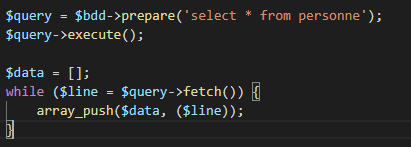 $query = $bdd->prepare('select * from personne');
$query->execute();
$data = [];
while ($line = $query->fetch()) {
array_push($data, ($line));
}